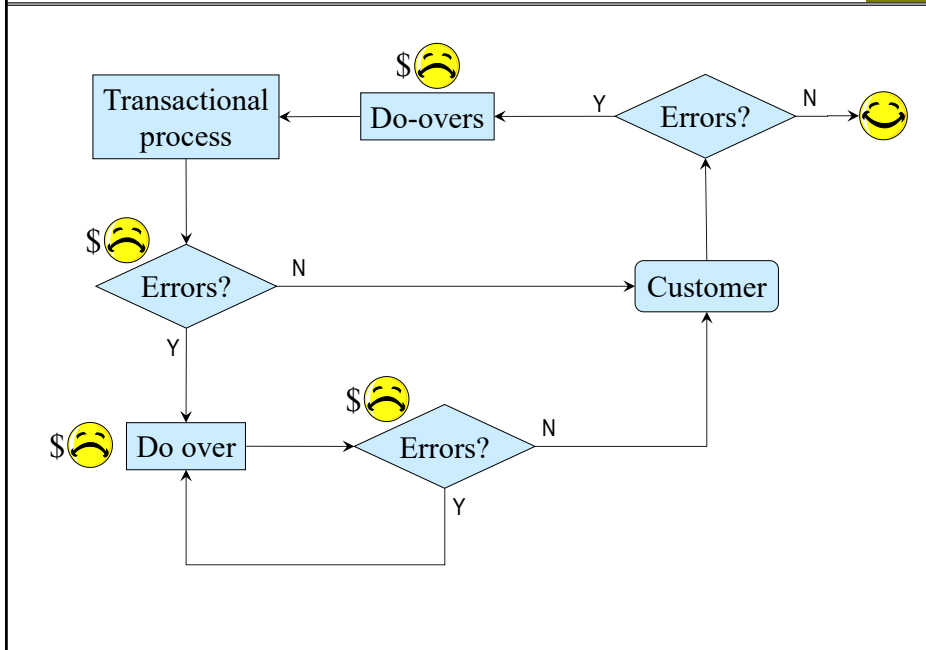 $
Transactional
process
Do-overs
Y
Errors?
N
$
Errors?
N
Customer
Y
$
$
Do over
Errors?
N
Y